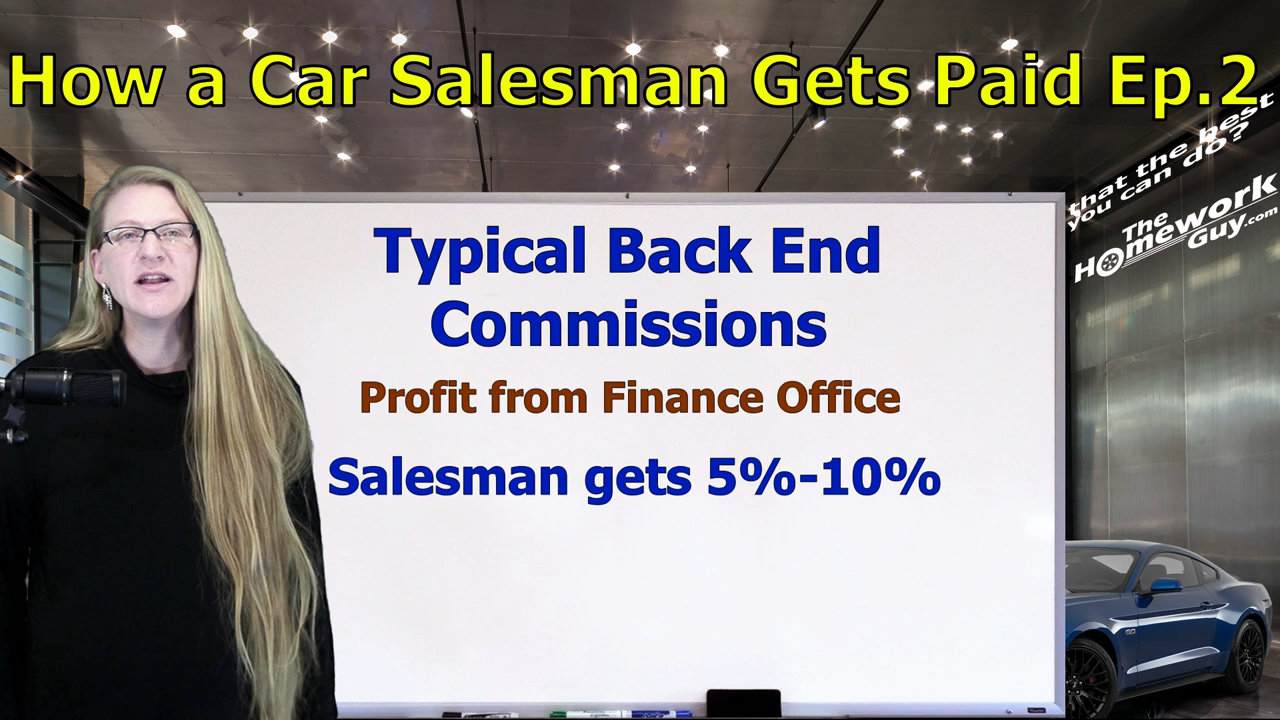 How a Car Salesman Gets Paid Ep.2
that the best
you can do?
The
Homework
Guy.com
Typical Back End
Commissions
Profit from Finance Office
Salesman gets 5%-10%